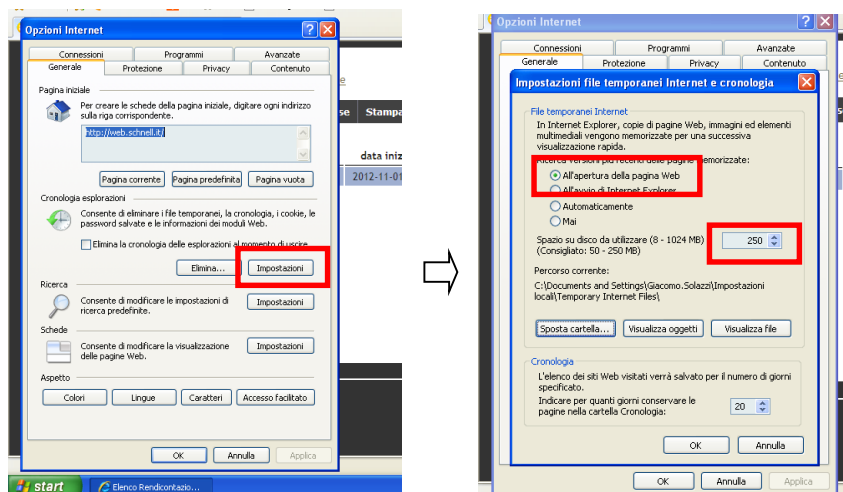 Opzioni Internet
Connessioni Programmi Avanzate
Generale Protezione Privacy Contenuto
Pagina iniziale
Per creare le schede della pagina iniziale, digitare ogni indirizzo
sulla riga corrispondente.
http://web.schnell.it/
Pagina corrente Pagina predefinita Pagina vuota
Cronologia esplorazioni
Consente di eliminare i file temporanei, la cronologia, i cookie, le
password salvate e le informazioni dei moduli
Web.
Elimina la cronologia delle esplorazioni al momento di uscire
Elimina... Impostazioni
Ricerca
Consente di modificare le impostazioni di
ricerca predefinite.
Impostazioni
Schede
Consente di modificare la visualizzazione
delle pagine Web.
Impostazioni
Aspetto
Colori Lingue Caratteri Accesso facilitato
OK Annulla Applica
se Stampa
data iniz
2012-11-01
start Elenco Rendicontazio...
Opzioni Internet
Connessioni Programmi Avanzate
Generale Protezione Privacy Contenuto
Impostazioni file temporanei Internet e cronologia
File temporanei Internet
In Internet Explorer, copie di pagine Web, immagini ed elementi
multimediali vengono memorizzate per una successiva
visualizzazione rapida.
Ricerca versioni più recenti delle pagine memorizzate:
All'apertura della pagina Web
All'avvio di Internet Explorer
Automaticamente
Mai
Spazio su disco da utilizzare (8 - 1024 MB) 250
(Consigliato: 50 - 250 MB)
Percorso corrente:
C:\Documents and Settings\Giacomo.Solazzi\Impostazioni
locali\Temporary Internet Files\
Sposta cartella... Visualizza oggetti Visualizza file
Cronologia
L'elenco dei siti Web visitati verrà salvato per il numero di giorni
specificato.
Indicare per quanti giorni conservare le
pagine nella cartella Cronologia:
20
OK Annulla
OK Annulla Applica